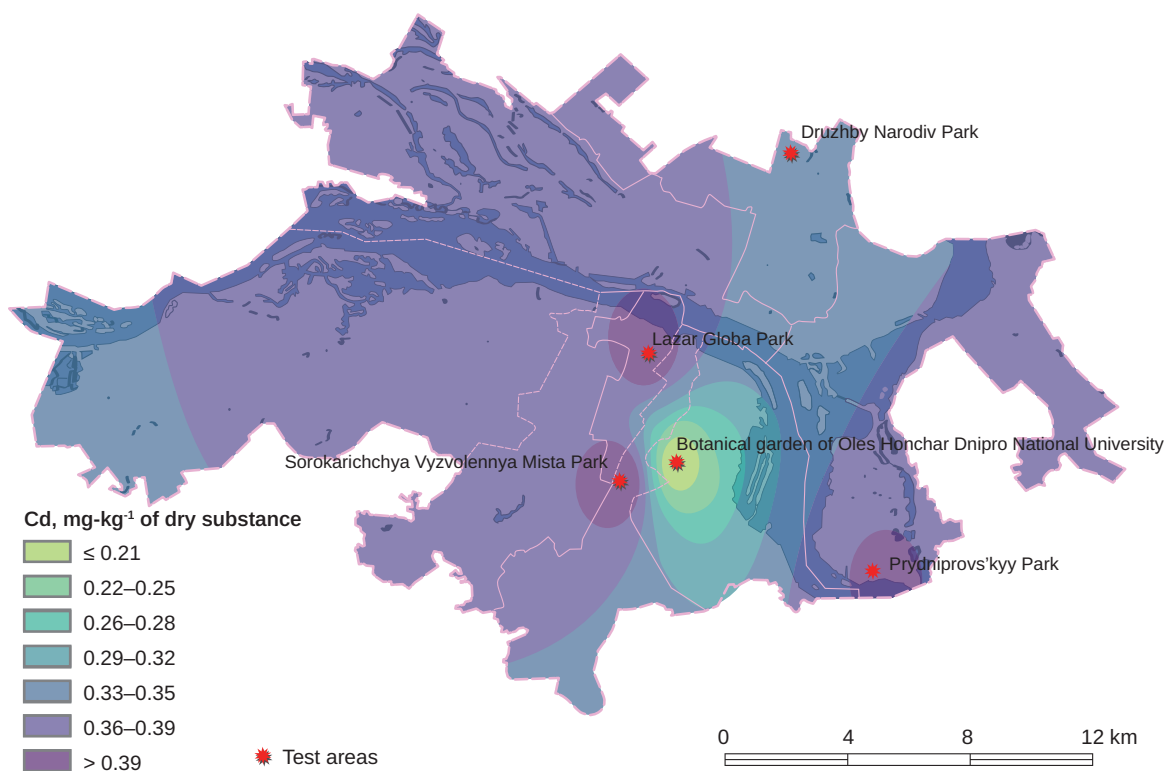 Druzhby Narodiv Park
Lazar Globa Park
Botanical garden of Oles Honchar Dnipro National University
Sorokarichchya Vyzvolennya Mista Park
Prydniprovs’kyy Park
Cd, mg-kg⁻¹ of dry substance
≤ 0.21
0.22–0.25
0.26–0.28
0.29–0.32
0.33–0.35
0.36–0.39
> 0.39
Test areas
0 4 8 12 km